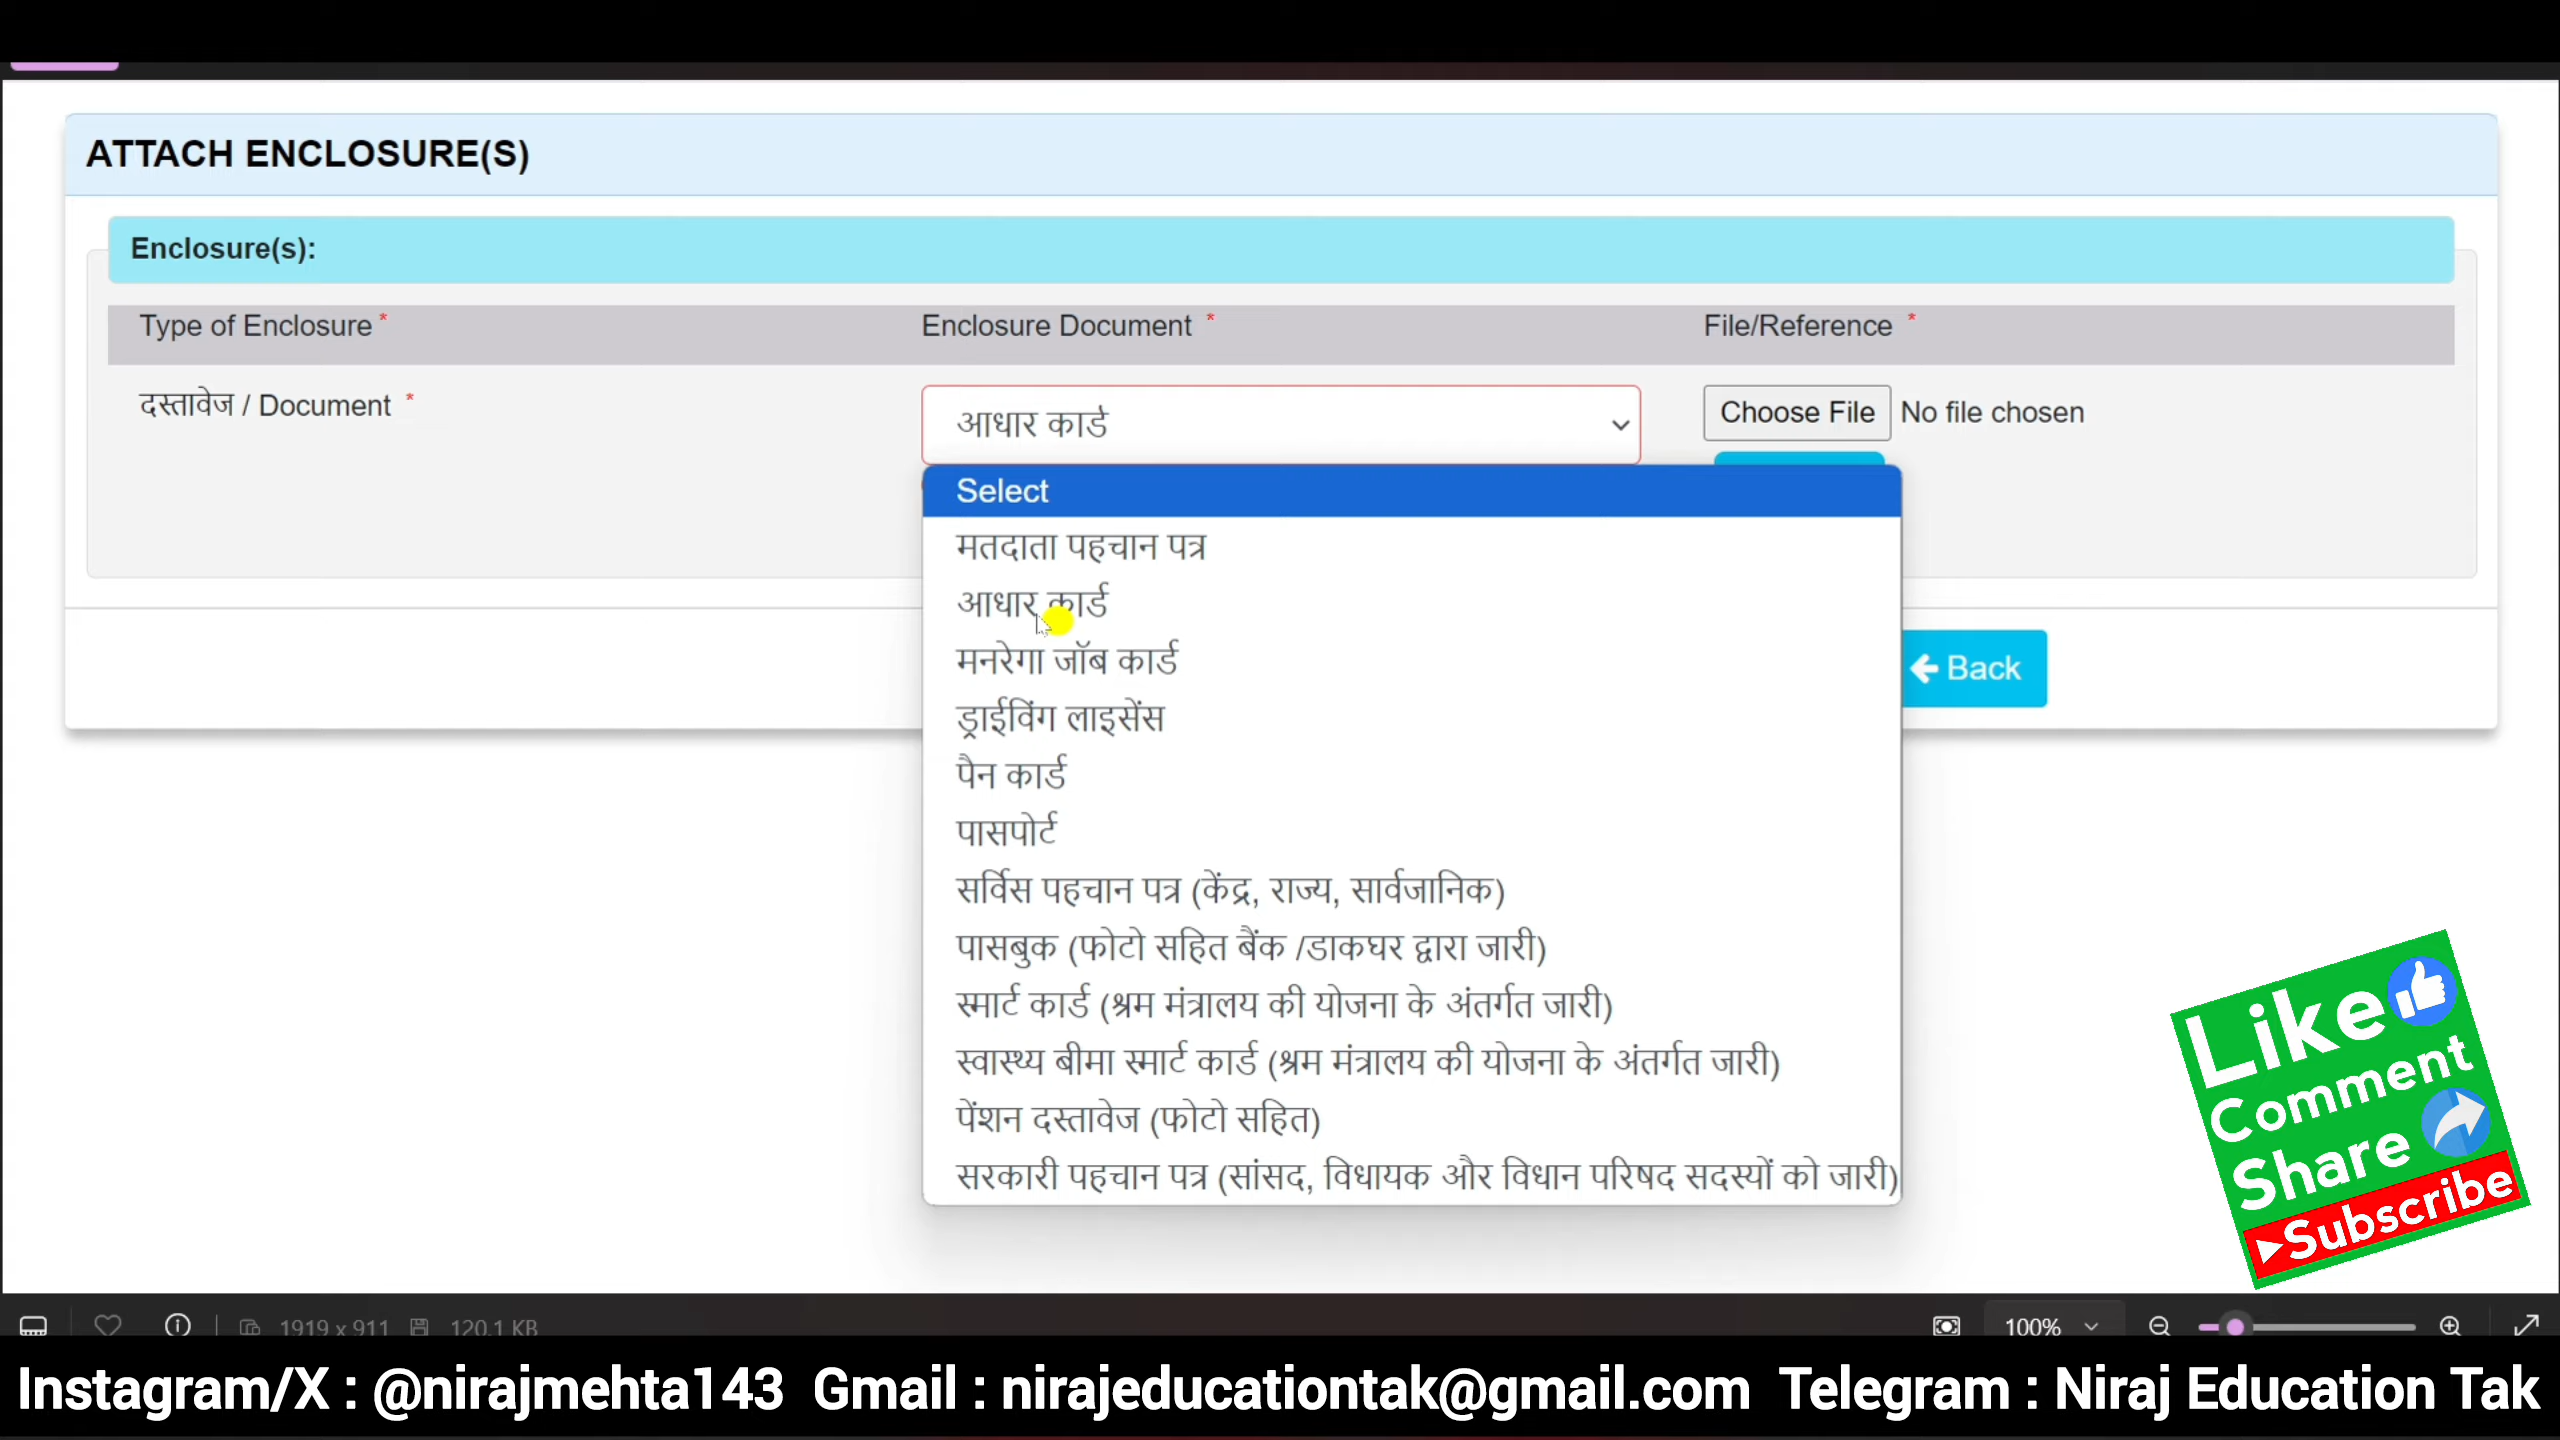 ATTACH ENCLOSURE(S)
Enclosure(s):
Type of Enclosure * Enclosure Document * File/Reference *
दस्तावेज / Document * आधार कार्ड Choose File No file chosen
Select
मतदाता पहचान पत्र
आधार कार्ड
मनरेगा जॉब कार्ड
ड्राईविंग लाइसेंस
पैन कार्ड
पासपोर्ट
सर्विस पहचान पत्र (केंद्र, राज्य, सार्वजानिक)
पासबुक (फोटो सहित बैंक /डाकघर द्वारा जारी)
स्मार्ट कार्ड (श्रम मंत्रालय की योजना के अंतर्गत जारी)
स्वास्थ्य बीमा स्मार्ट कार्ड (श्रम मंत्रालय की योजना के अंतर्गत जारी)
पेंशन दस्तावेज (फोटो सहित)
सरकारी पहचान पत्र (सांसद, विधायक और विधान परिषद सदस्यों को जारी)
Back
Like
Comment
Share
Subscribe
1919 x 911 120.1 KB 100%
Instagram/X : @nirajmehta143 Gmail : nirajeducationtak@gmail.com Telegram : Niraj Education Tak